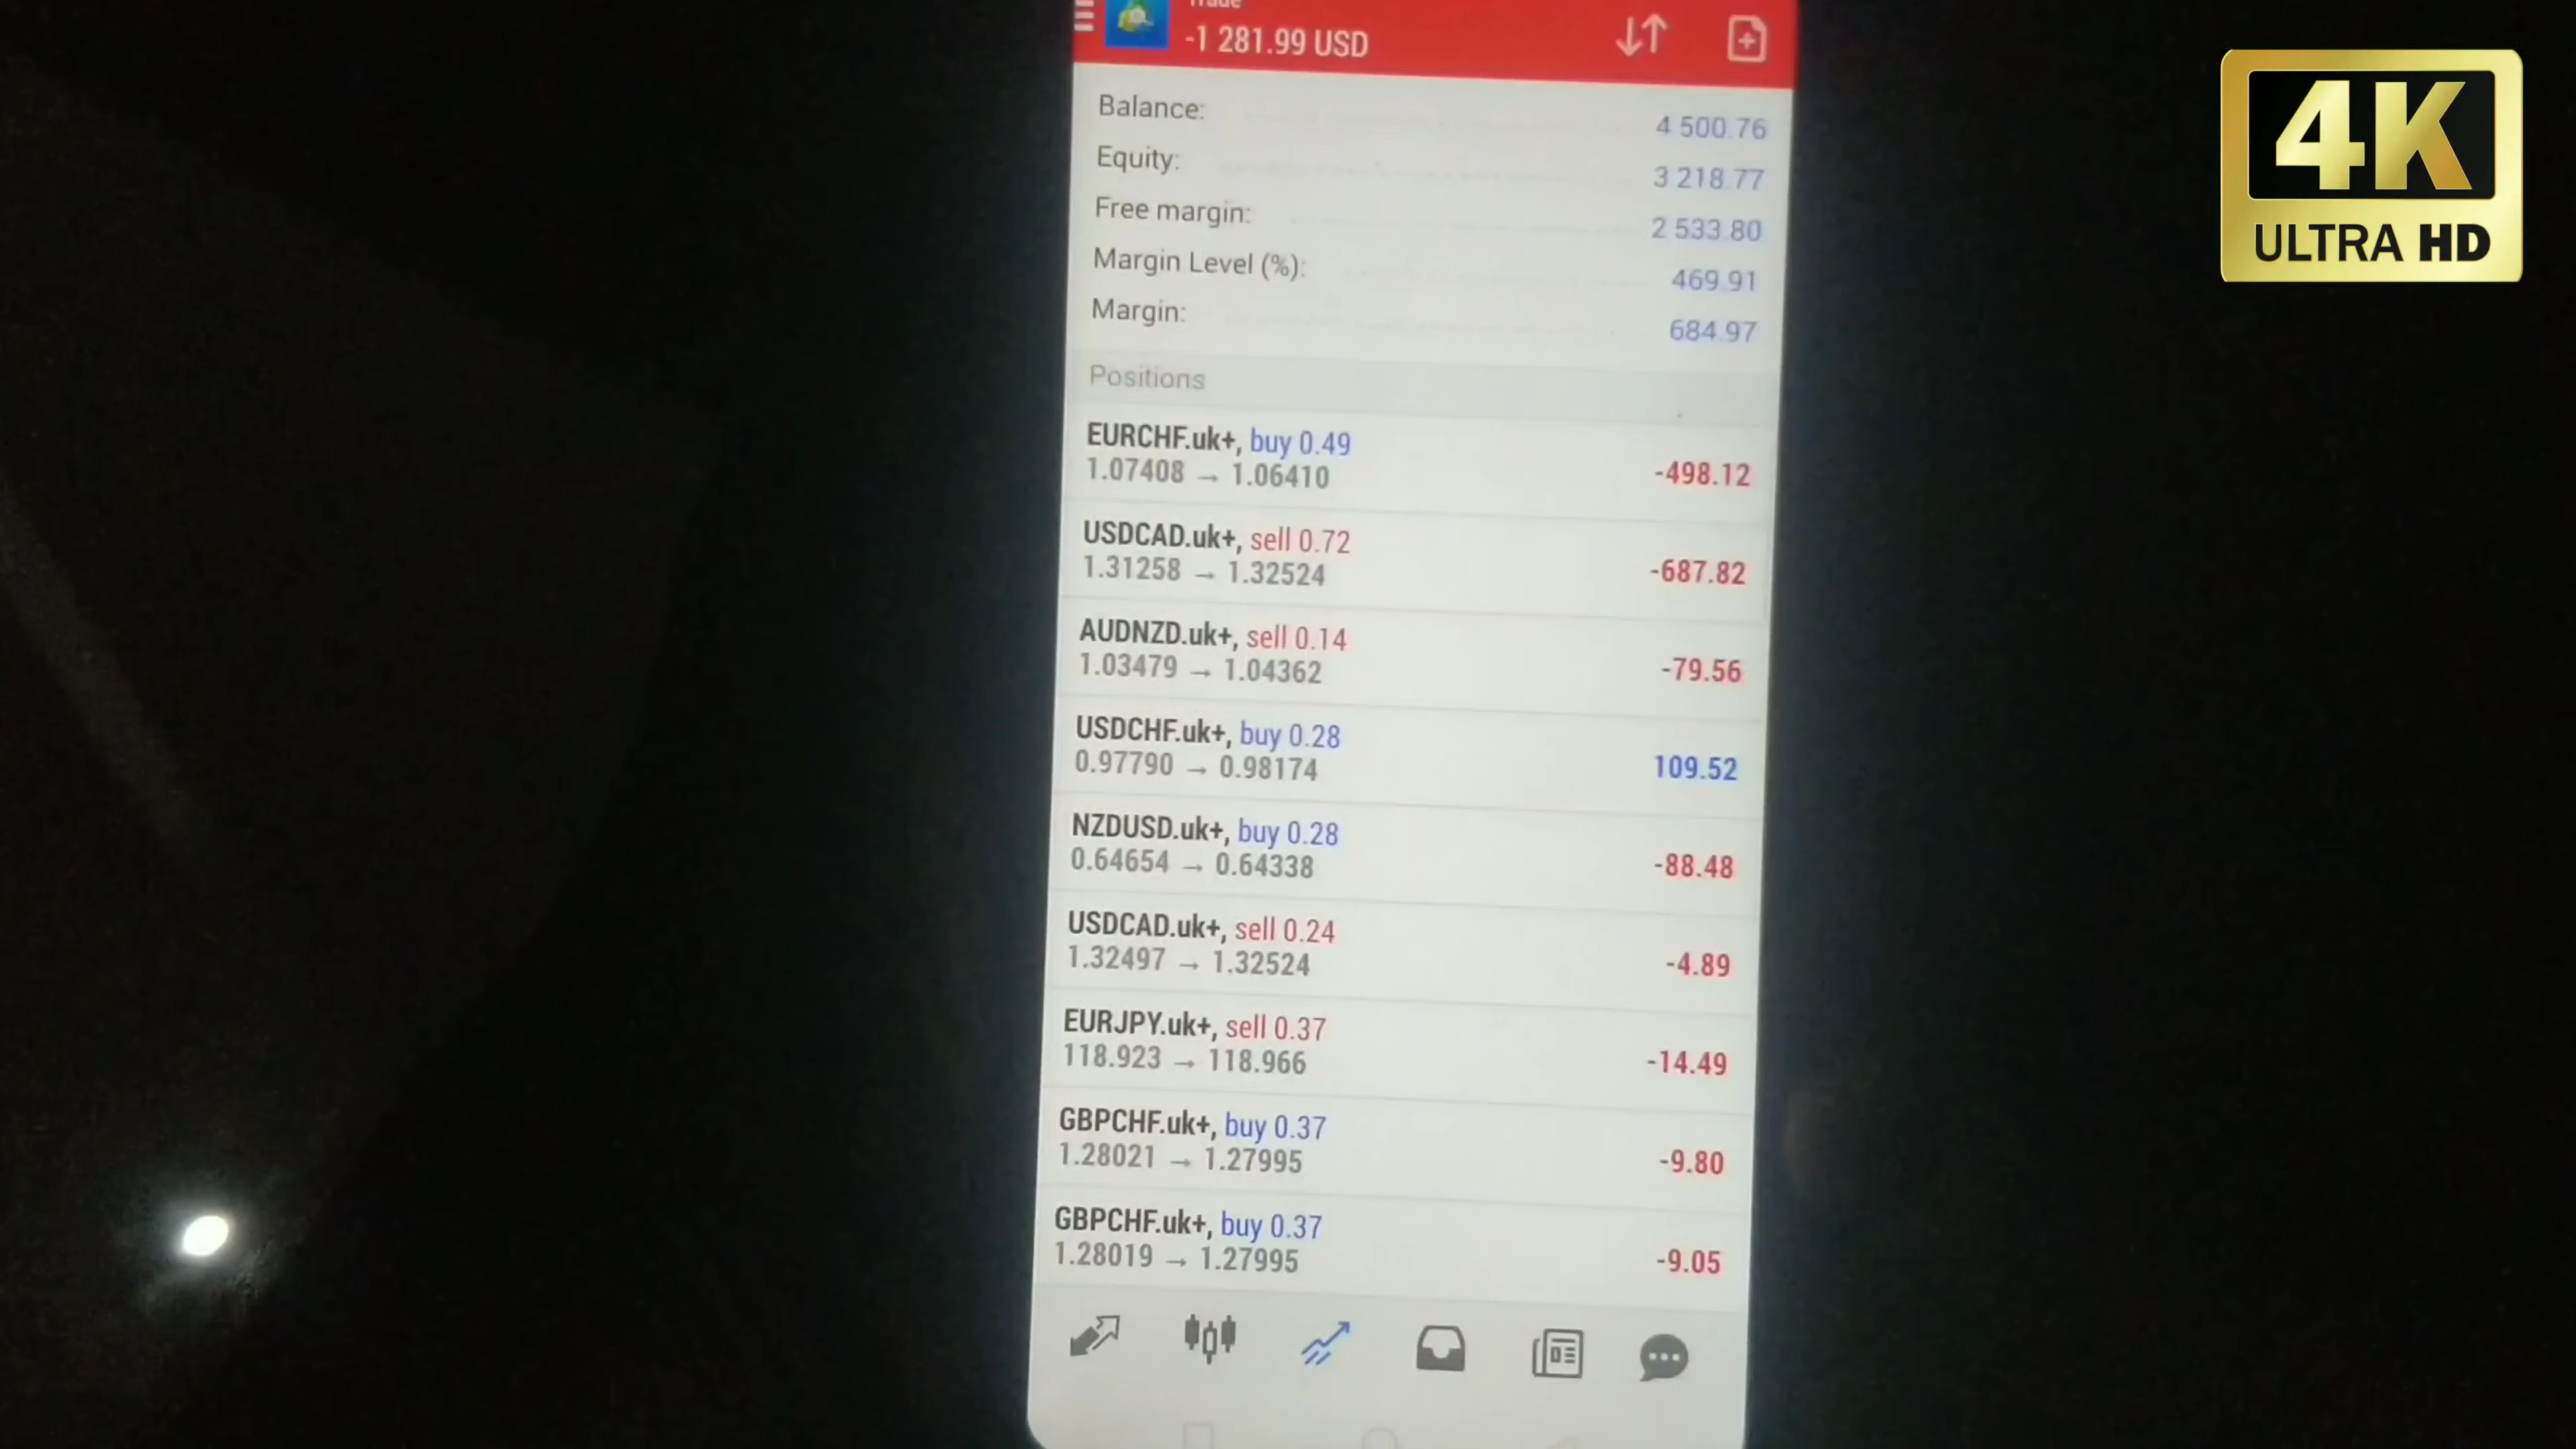 Trade
-1 281.99 USD
Balance: 4 500.76
Equity: 3 218.77
Free margin: 2 533.80
Margin Level (%): 469.91
Margin: 684.97
Positions
EURCHF.uk+, buy 0.49
1.07408 → 1.06410 -498.12
USDCAD.uk+, sell 0.72
1.31258 → 1.32524 -687.82
AUDNZD.uk+, sell 0.14
1.03479 → 1.04362 -79.56
USDCHF.uk+, buy 0.28
0.97790 → 0.98174 109.52
NZDUSD.uk+, buy 0.28
0.64654 → 0.64338 -88.48
USDCAD.uk+, sell 0.24
1.32497 → 1.32524 -4.89
EURJPY.uk+, sell 0.37
118.923 → 118.966 -14.49
GBPCHF.uk+, buy 0.37
1.28021 → 1.27995 -9.80
GBPCHF.uk+, buy 0.37
1.28019 → 1.27995 -9.05
4K
ULTRA HD